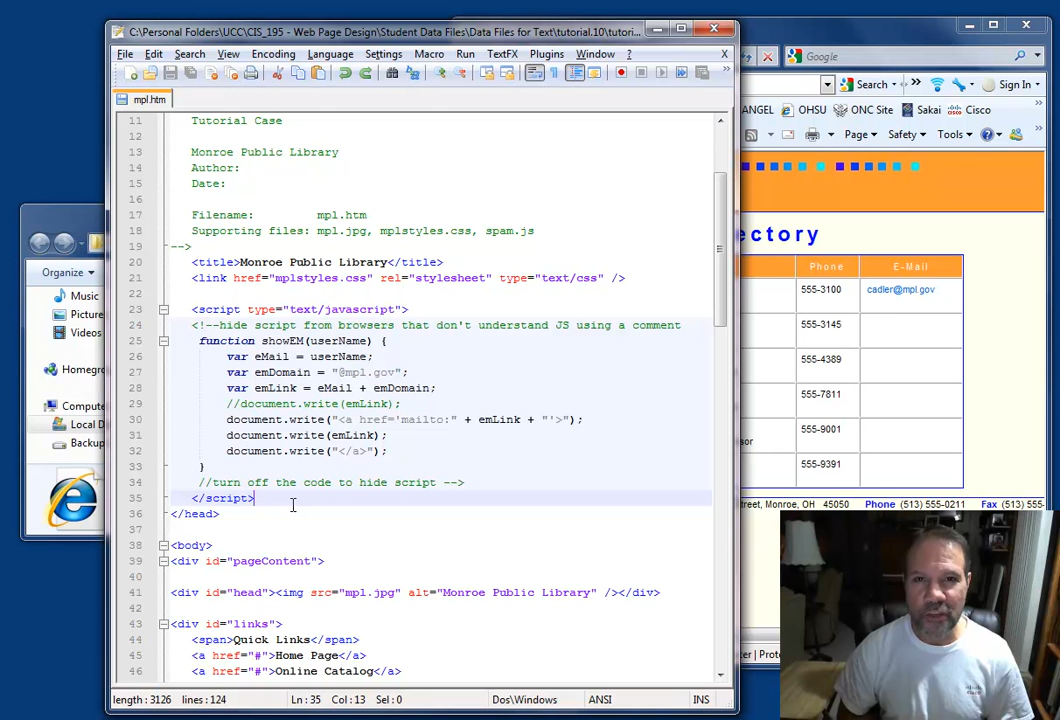 C:\Personal Folders\UCC\CIS_195 - Web Page Design\Student Data Files\Data Files for Text\tutorial.10\tutori...
File Edit Search View Encoding Language Settings Macro Run TextFX Plugins Window ?
mpl.htm
11 Tutorial Case
12
13 Monroe Public Library
14 Author:
15 Date:
16
17 Filename: mpl.htm
18 Supporting files: mpl.jpg, mplstyles.css, spam.js
19 -->
20 <title>Monroe Public Library</title>
21 <link href="mplstyles.css" rel="stylesheet" type="text/css" />
22
23 <script type="text/javascript">
24 <!--hide script from browsers that don't understand JS using a comment
25 function showEM(userName) {
26 var eMail = userName;
27 var emDomain = "@mpl.gov";
28 var emLink = eMail + emDomain;
29 //document.write(emLink);
30 document.write("<a href='mailto:" + emLink + "'>");
31 document.write(emLink);
32 document.write("</a>");
33 }
34 //turn off the code to hide script -->
35 </script>
36 </head>
37
38 <body>
39 <div id="pageContent">
40
41 <div id="head"><img src="mpl.jpg" alt="Monroe Public Library" /></div>
42
43 <div id="links">
44 <span>Quick Links</span>
45 <a href="#">Home Page</a>
46 <a href="#">Online Catalog</a>
length : 3126 lines : 124 Ln : 35 Col : 13 Sel : 0 Dos\Windows ANSI INS
Organize
Music
Picture
Videos
Homegr
Compute
Local D
Backup
Google
Search Sign In
ANGEL OHSU ONC Site Sakai Cisco
Page Safety Tools
ectory
Phone E-Mail
555-3100 cadler@mpl.gov
555-3145
555-4389
555-7811
555-9001
sor
555-9391
roe, OH 45050 Phone (513) 555-0211 Fax (513) 555-
ter | Prote